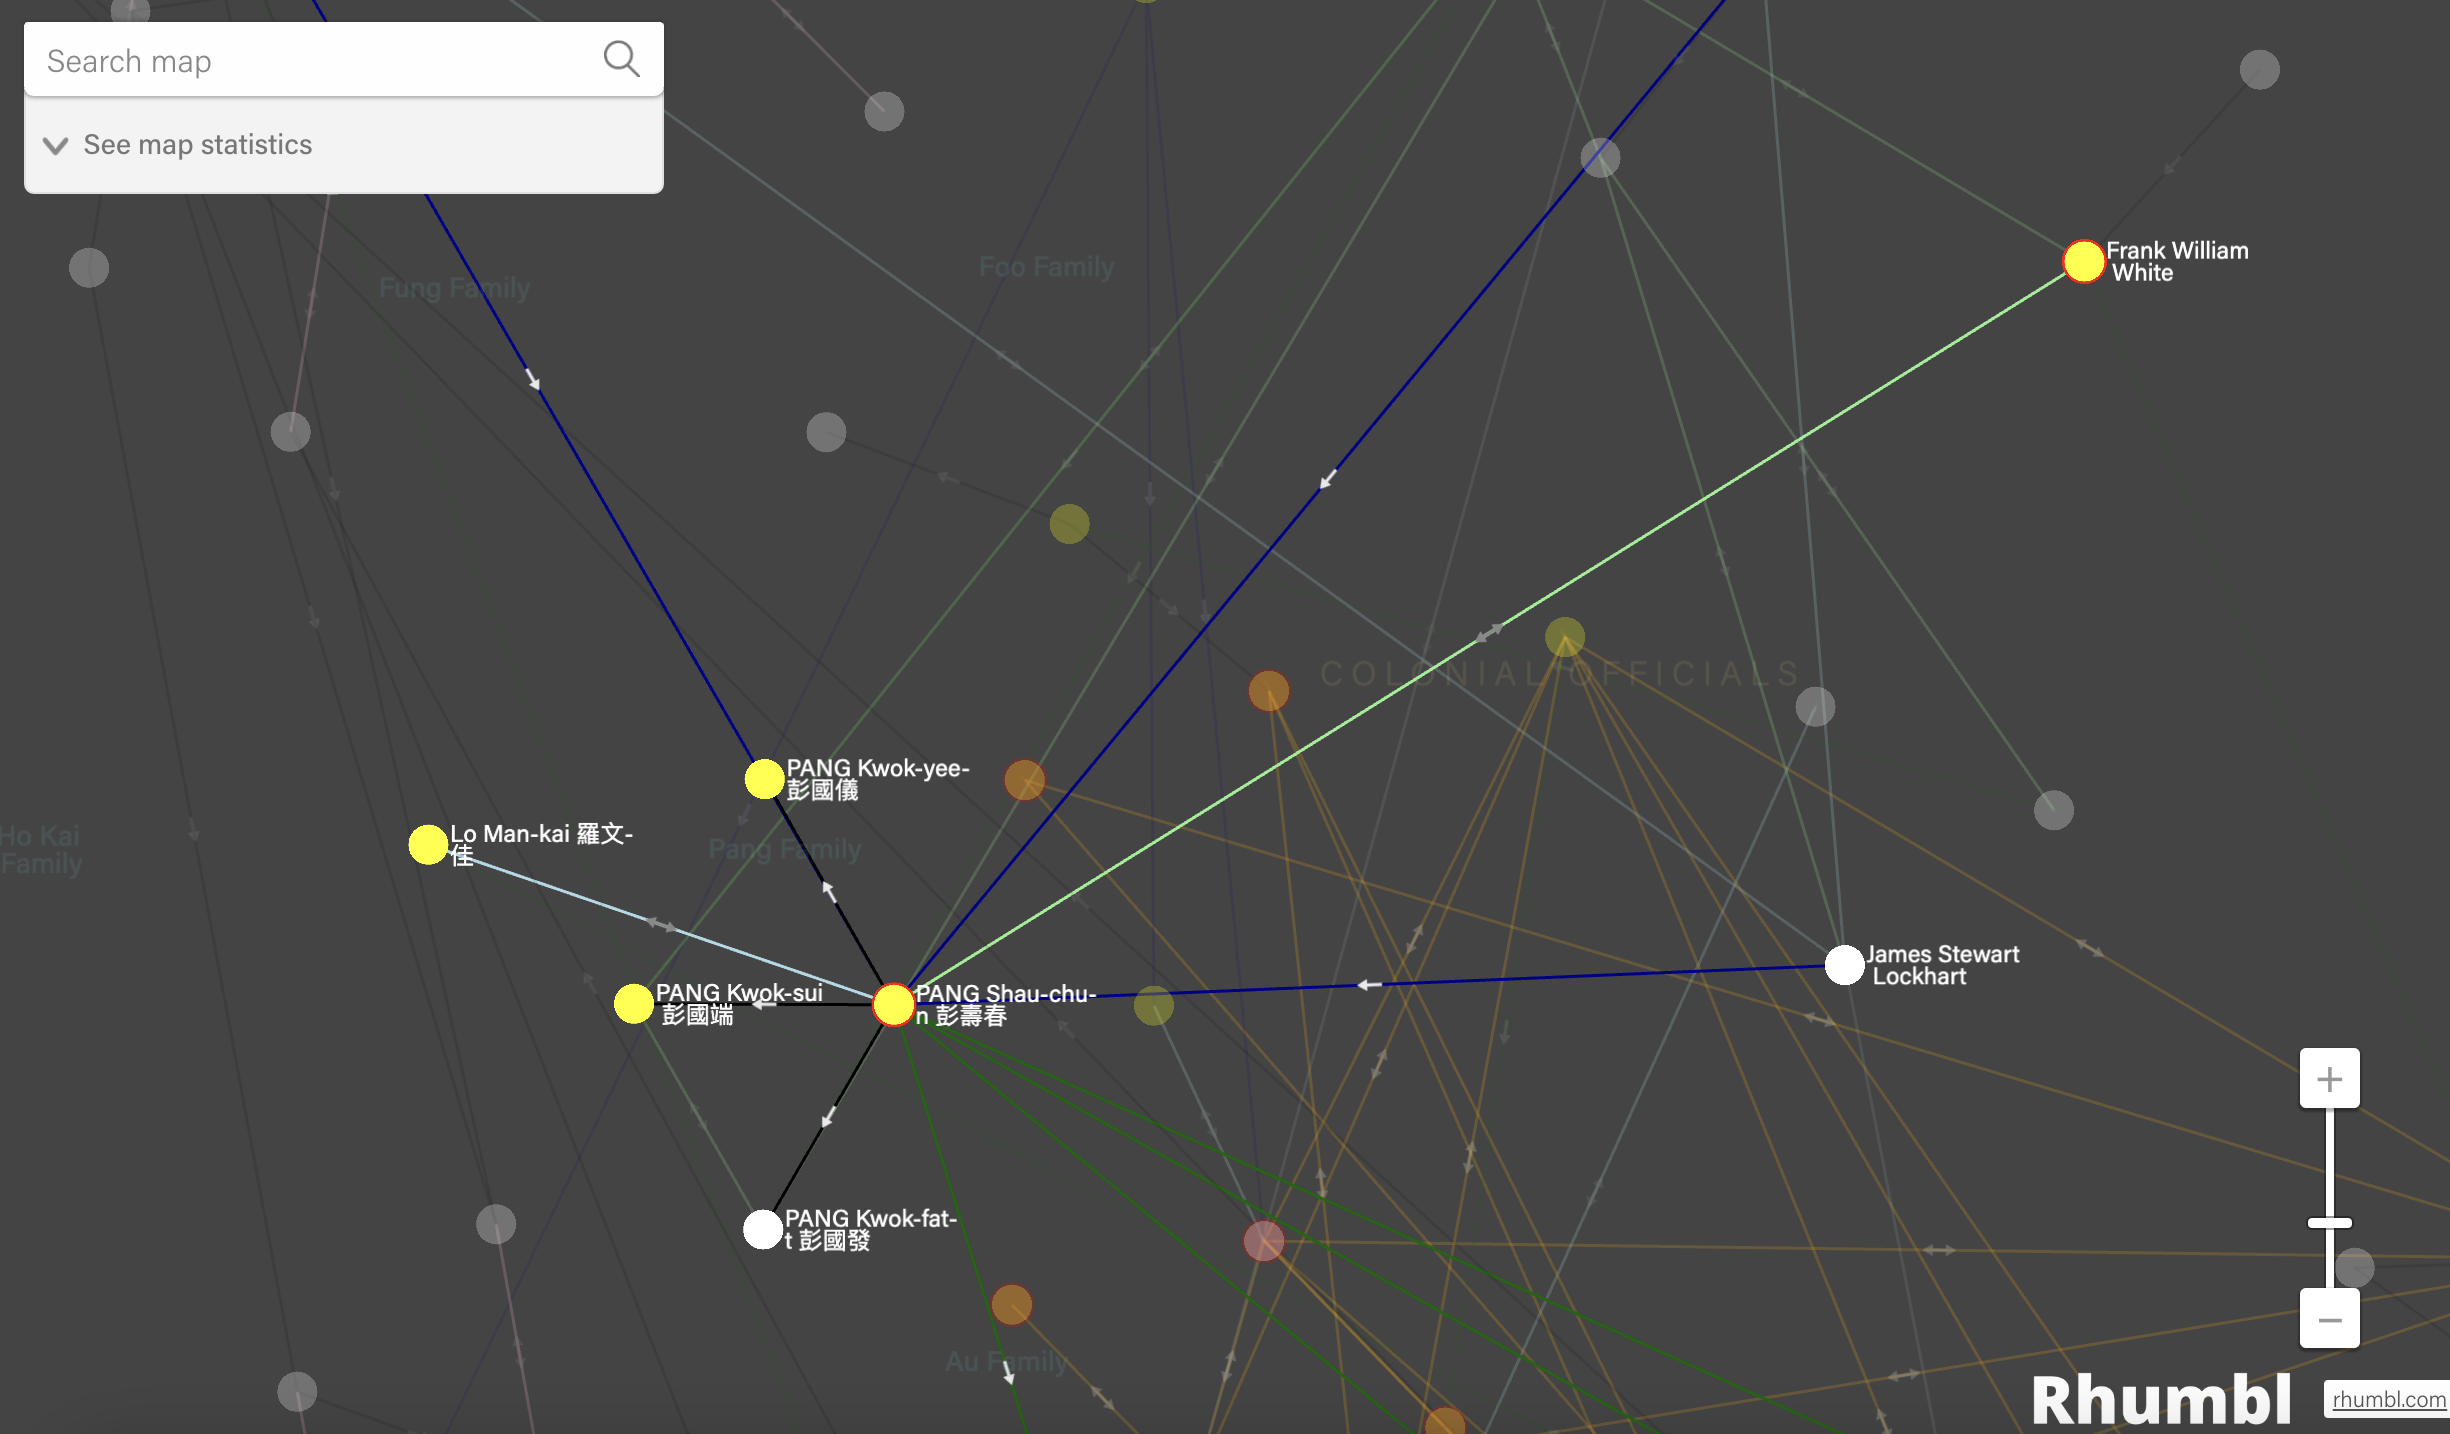 Search map
See map statistics
Fung Family
Foo Family
Frank William
White
COLONIAL OFFICIALS
PANG Kwok-yee-
彭國儀
Lo Man-kai 羅文-
佳
Ho Kai
Family
Pang Family
James Stewart
Lockhart
PANG Kwok-sui
彭國端
PANG Shau-chu-
n 彭壽春
+
PANG Kwok-fat-
t 彭國發
−
Au Family
Rhumbl
rhumbl.com